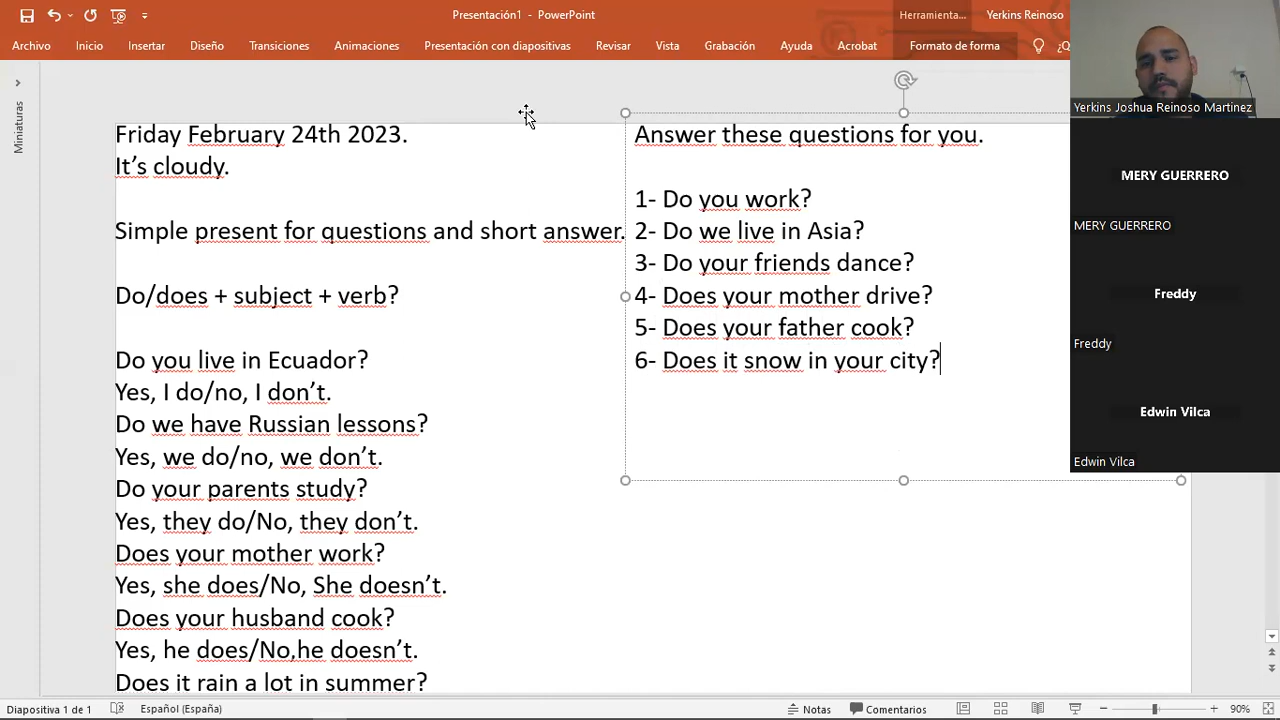 Presentación1 - PowerPoint
Herramienta...
Yerkins Reinoso
Archivo Inicio Insertar Diseño Transiciones Animaciones Presentación con diapositivas Revisar Vista Grabación Ayuda Acrobat Formato de forma ¿Q
Miniaturas
Friday February 24th 2023.
It's cloudy.
Simple present for questions and short answer.
Do/does + subject + verb?
Do you live in Ecuador?
Yes, I do/no, I don't.
Do we have Russian lessons?
Yes, we do/no, we don't.
Do your parents study?
Yes, they do/No, they don't.
Does your mother work?
Yes, she does/No, She doesn't.
Does your husband cook?
Yes, he does/No,he doesn't.
Does it rain a lot in summer?
Answer these questions for you.
1- Do you work?
2- Do we live in Asia?
3- Do your friends dance?
4- Does your mother drive?
5- Does your father cook?
6- Does it snow in your city?
Yerkins Joshua Reinoso Martinez
MERY GUERRERO
MERY GUERRERO
Freddy
Freddy
Edwin Vilca
Edwin Vilca
Diapositiva 1 de 1 Español (España) Notas Comentarios 90%